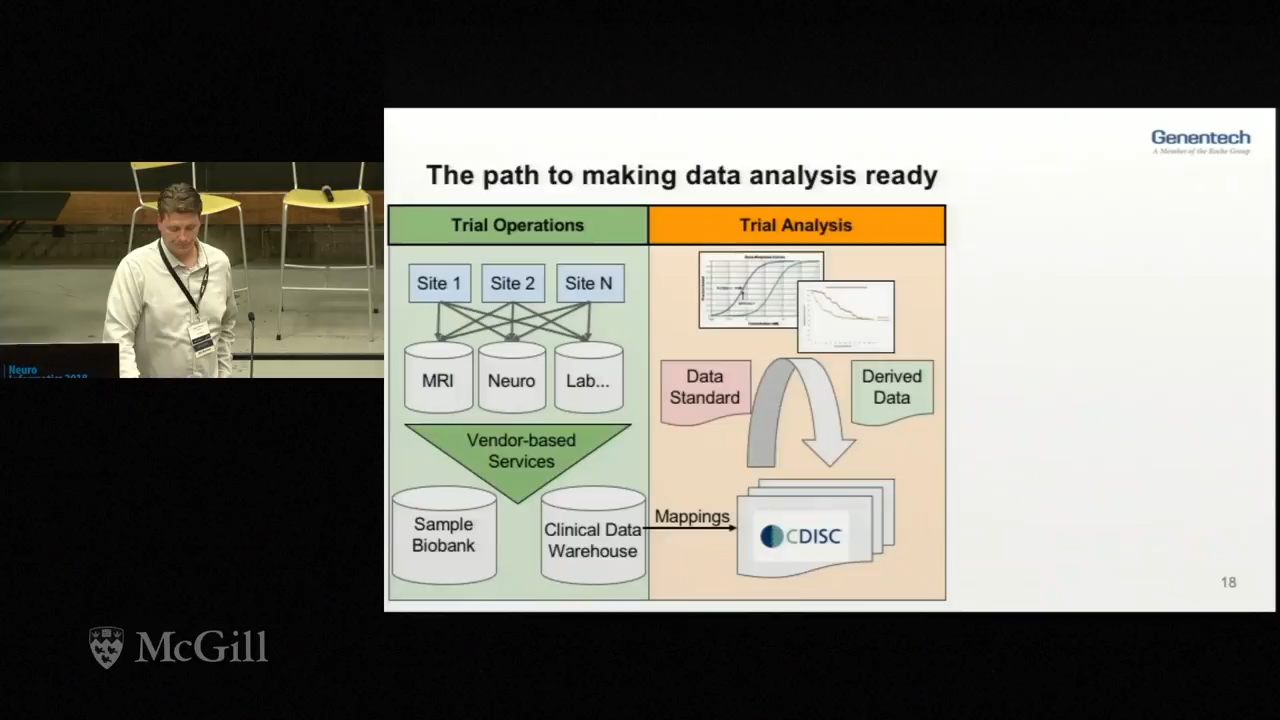 Genentech
A Member of the Roche Group
The path to making data analysis ready
Trial Operations
Trial Analysis
Site 1
Site 2
Site N
MRI
Neuro
Lab...
Data
Standard
Derived
Data
Vendor-based
Services
Sample
Biobank
Clinical Data
Warehouse
Mappings
CDISC
18
Neuro
Informatics 2018
McGill